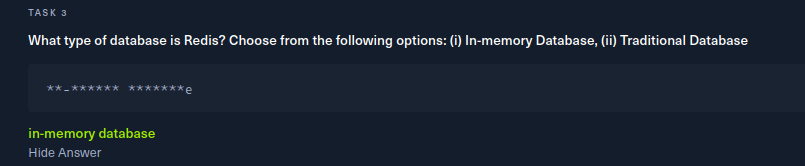 TASK 3
What type of database is Redis? Choose from the following options: (i) In-memory Database, (ii) Traditional Database
**-****** *******e
in-memory database
Hide Answer